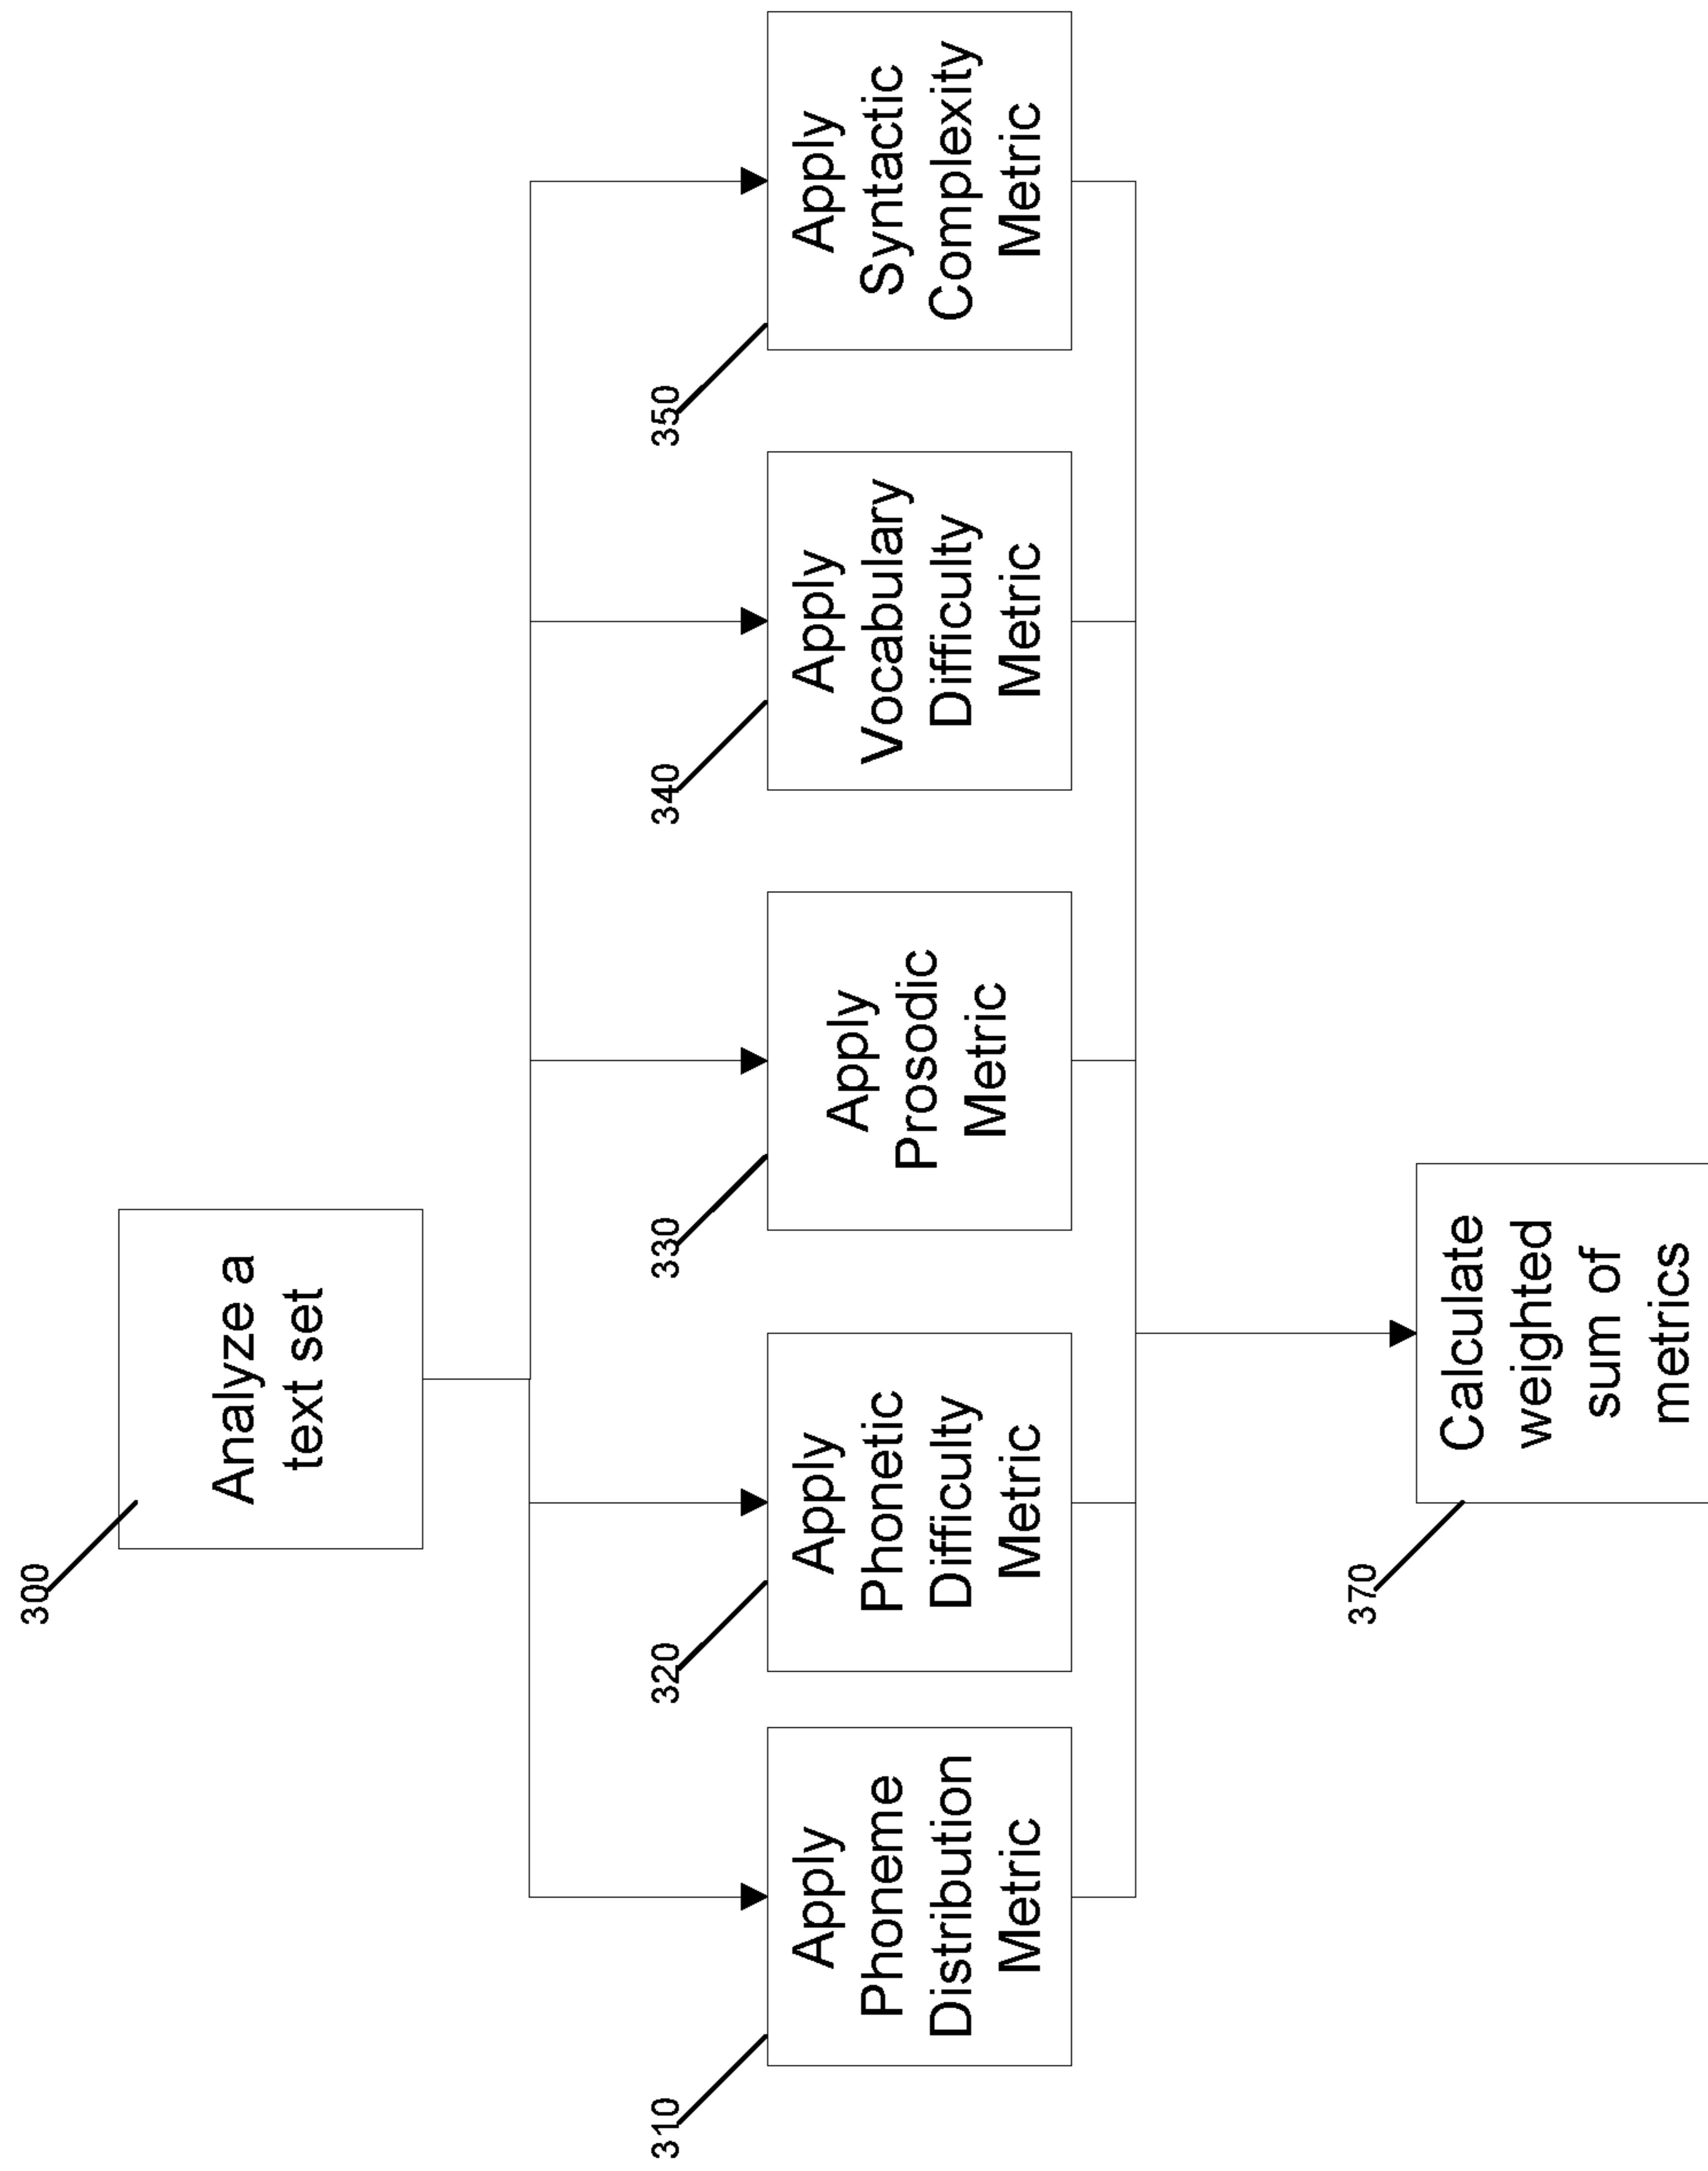 300
Analyze a
text set
310
Apply
Phoneme
Distribution
Metric
320
Apply
Phonetic
Difficulty
Metric
330
Apply
Prosodic
Metric
340
Apply
Vocabulary
Difficulty
Metric
350
Apply
Syntactic
Complexity
Metric
370
Calculate
weighted
sum of
metrics